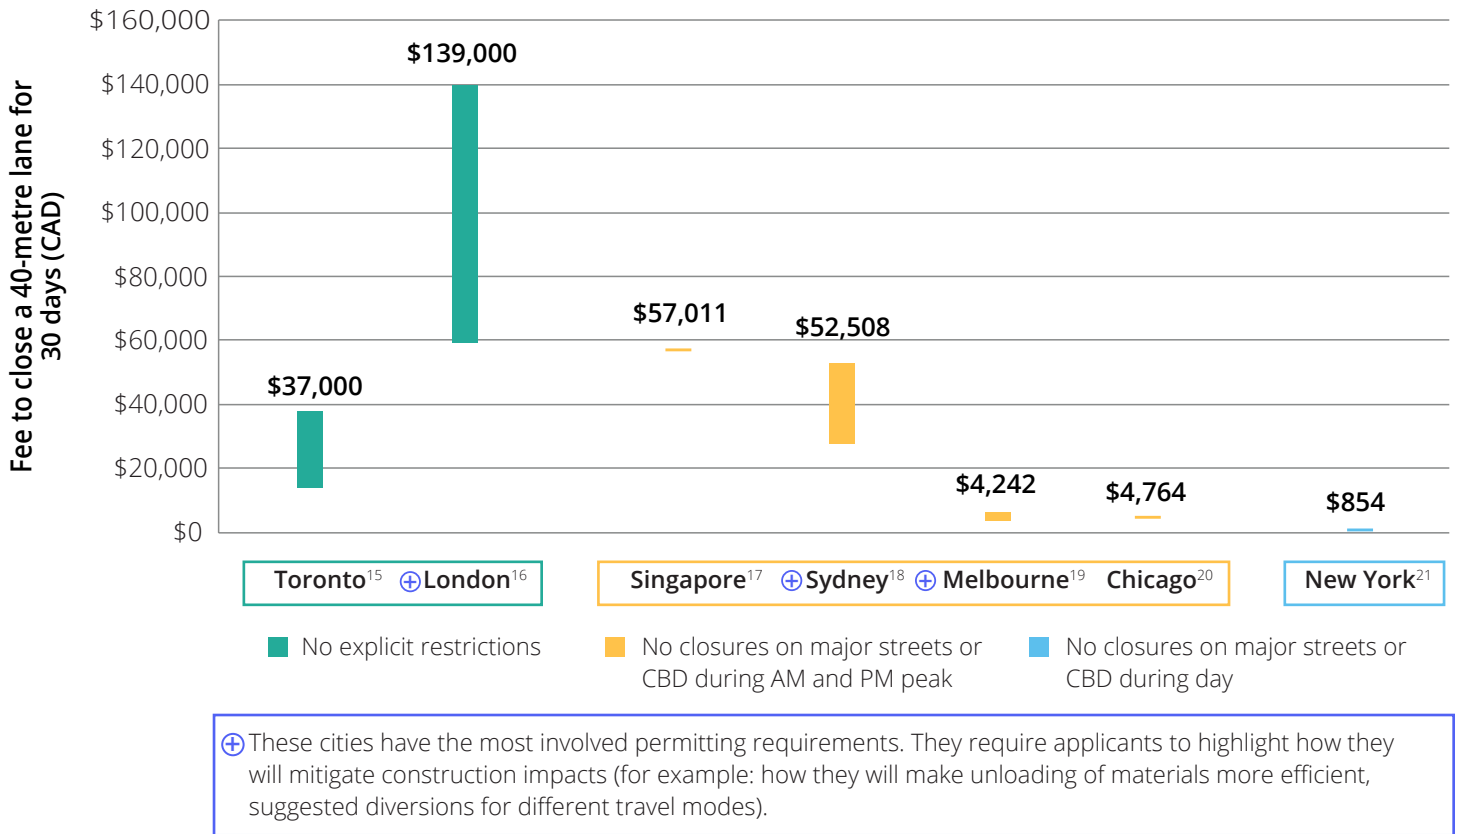 Fee to close a 40-metre lane for
30 days (CAD)
$160,000
$140,000
$120,000
$100,000
$80,000
$60,000
$40,000
$20,000
$0
$37,000
$139,000
$57,011
$52,508
$4,242
$4,764
$854
Toronto15 ⊕London16 Singapore17 ⊕Sydney18 ⊕Melbourne19 Chicago20 New York21
No explicit restrictions
No closures on major streets or
CBD during AM and PM peak
No closures on major streets or
CBD during day
⊕These cities have the most involved permitting requirements. They require applicants to highlight how they
will mitigate construction impacts (for example: how they will make unloading of materials more efficient,
suggested diversions for different travel modes).